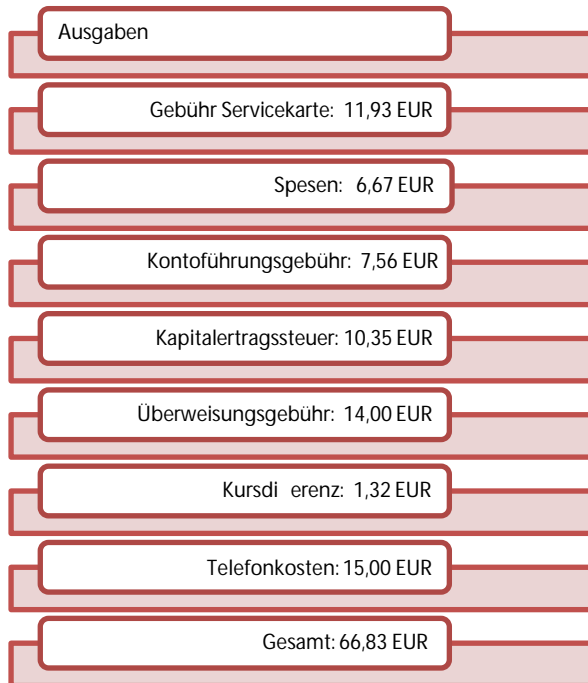 Ausgaben
Gebühr Servicekarte: 11,93 EUR
Spesen: 6,67 EUR
Kontoführungsgebühr: 7,56 EUR
Kapitalertragssteuer: 10,35 EUR
Überweisungsgebühr: 14,00 EUR
Kursdi erenz: 1,32 EUR
Telefonkosten: 15,00 EUR
Gesamt: 66,83 EUR